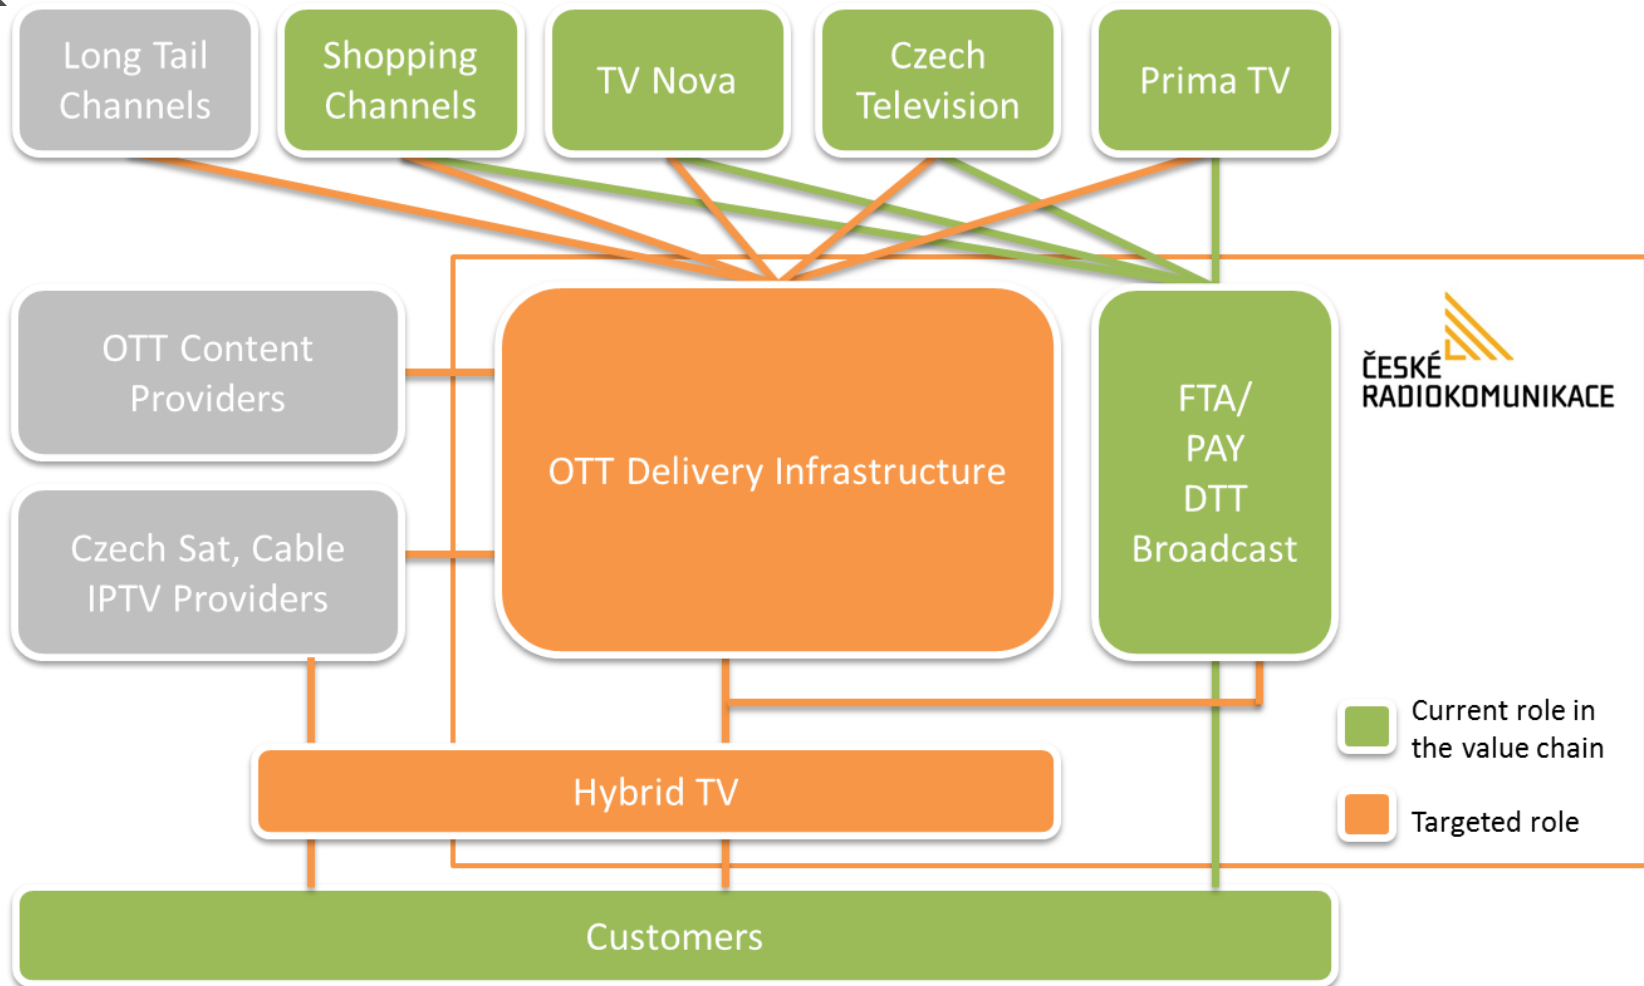 Long Tail
Channels
Shopping
Channels
TV Nova
Czech
Television
Prima TV
OTT Content
Providers
OTT Delivery Infrastructure
FTA/
PAY
DTT
Broadcast
ČESKÉ
RADIOKOMUNIKACE
Czech Sat, Cable
IPTV Providers
Current role in
the value chain
Targeted role
Hybrid TV
Customers